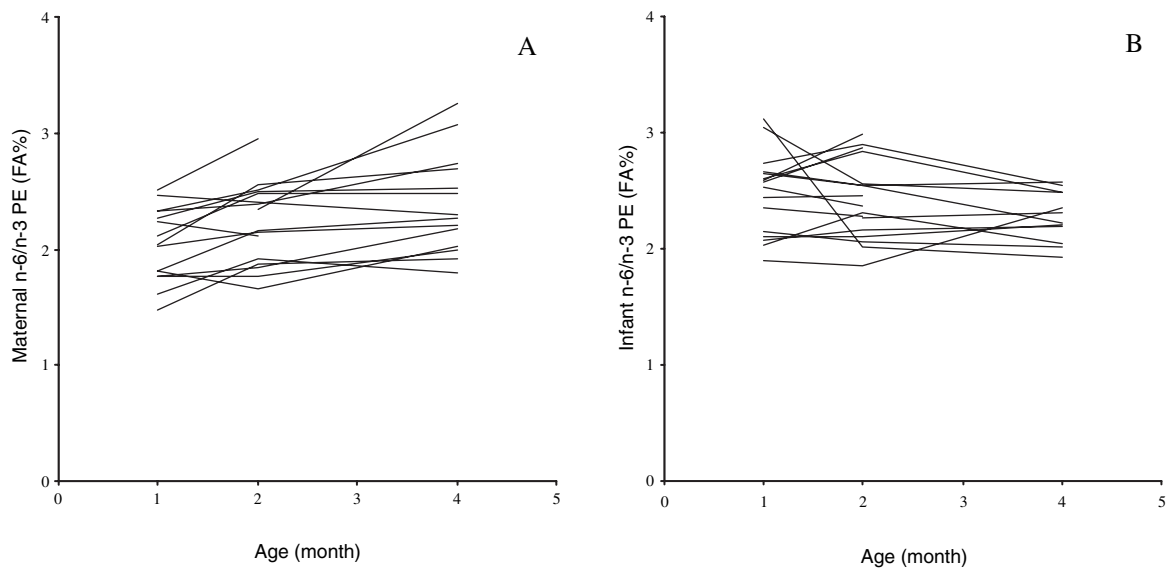 A
Maternal n-6/n-3 PE (FA%)
4
3
2
1
0
0 1 2 3 4 5
Age (month)
B
Infant n-6/n-3 PE (FA%)
4
3
2
1
0
0 1 2 3 4 5
Age (month)